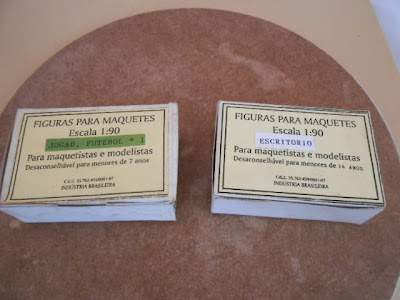 FIGURAS PARA MAQUETES
Escala 1:90
JOGAD. FUTEBOL * 1
Para maquetistas e modelistas
Desaconselhável para menores de 7 anos
INDÚSTRIA BRASILEIRA
FIGURAS PARA MAQUETES
Escala 1:90
ESCRITORIO
Para maquetistas e modelistas
Desaconselhável para menores de 14 ANOS
INDÚSTRIA BRASILEIRA